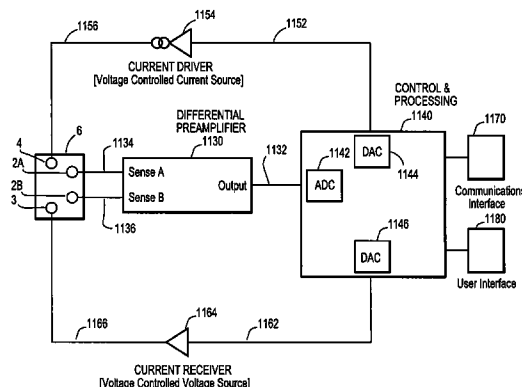 1154
1156
1152
CURRENT DRIVER
[Voltage Controlled Current Source]
CONTROL &
PROCESSING
DIFFERENTIAL
PREAMPLIFIER
1140
1170
4
6
1134
1130
1132
1142
DAC
2A
Sense A
1144
ADC
Output
2B
Sense B
Communications
Interface
3
1146
1180
1136
DAC
User Interface
1164
1166
1162
CURRENT RECEIVER
[Voltage Controlled Voltage Source]